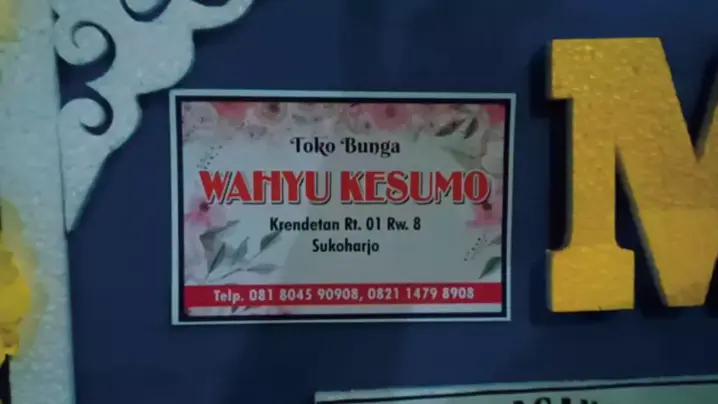 Toko Bunga
WAHYU KESUMO
Krendetan Rt. 01 Rw. 8
Sukoharjo
Telp. 081 8045 90908, 0821 1479 8908
M